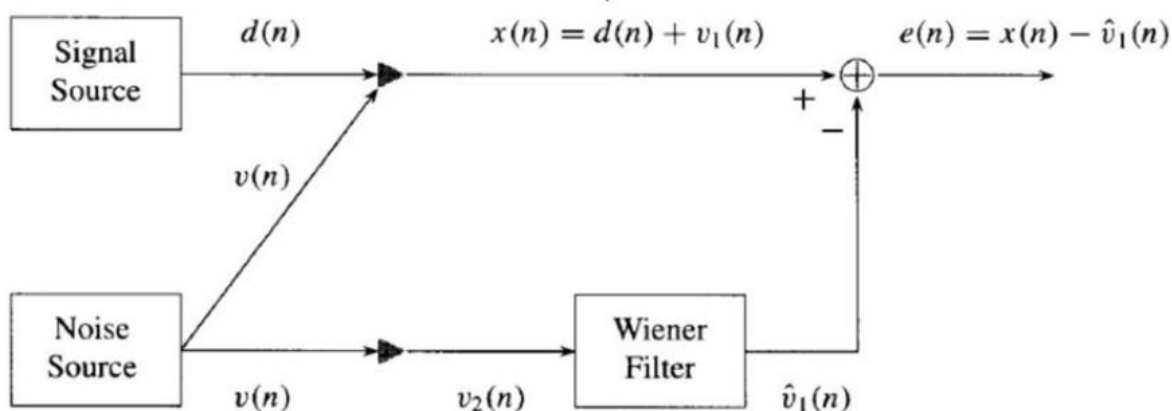 d(n)
x(n) = d(n) + v₁(n)
e(n) = x(n) − v̂₁(n)
Signal
Source
+
−
v(n)
Noise
Source
Wiener
Filter
v(n)
v₂(n)
v̂₁(n)